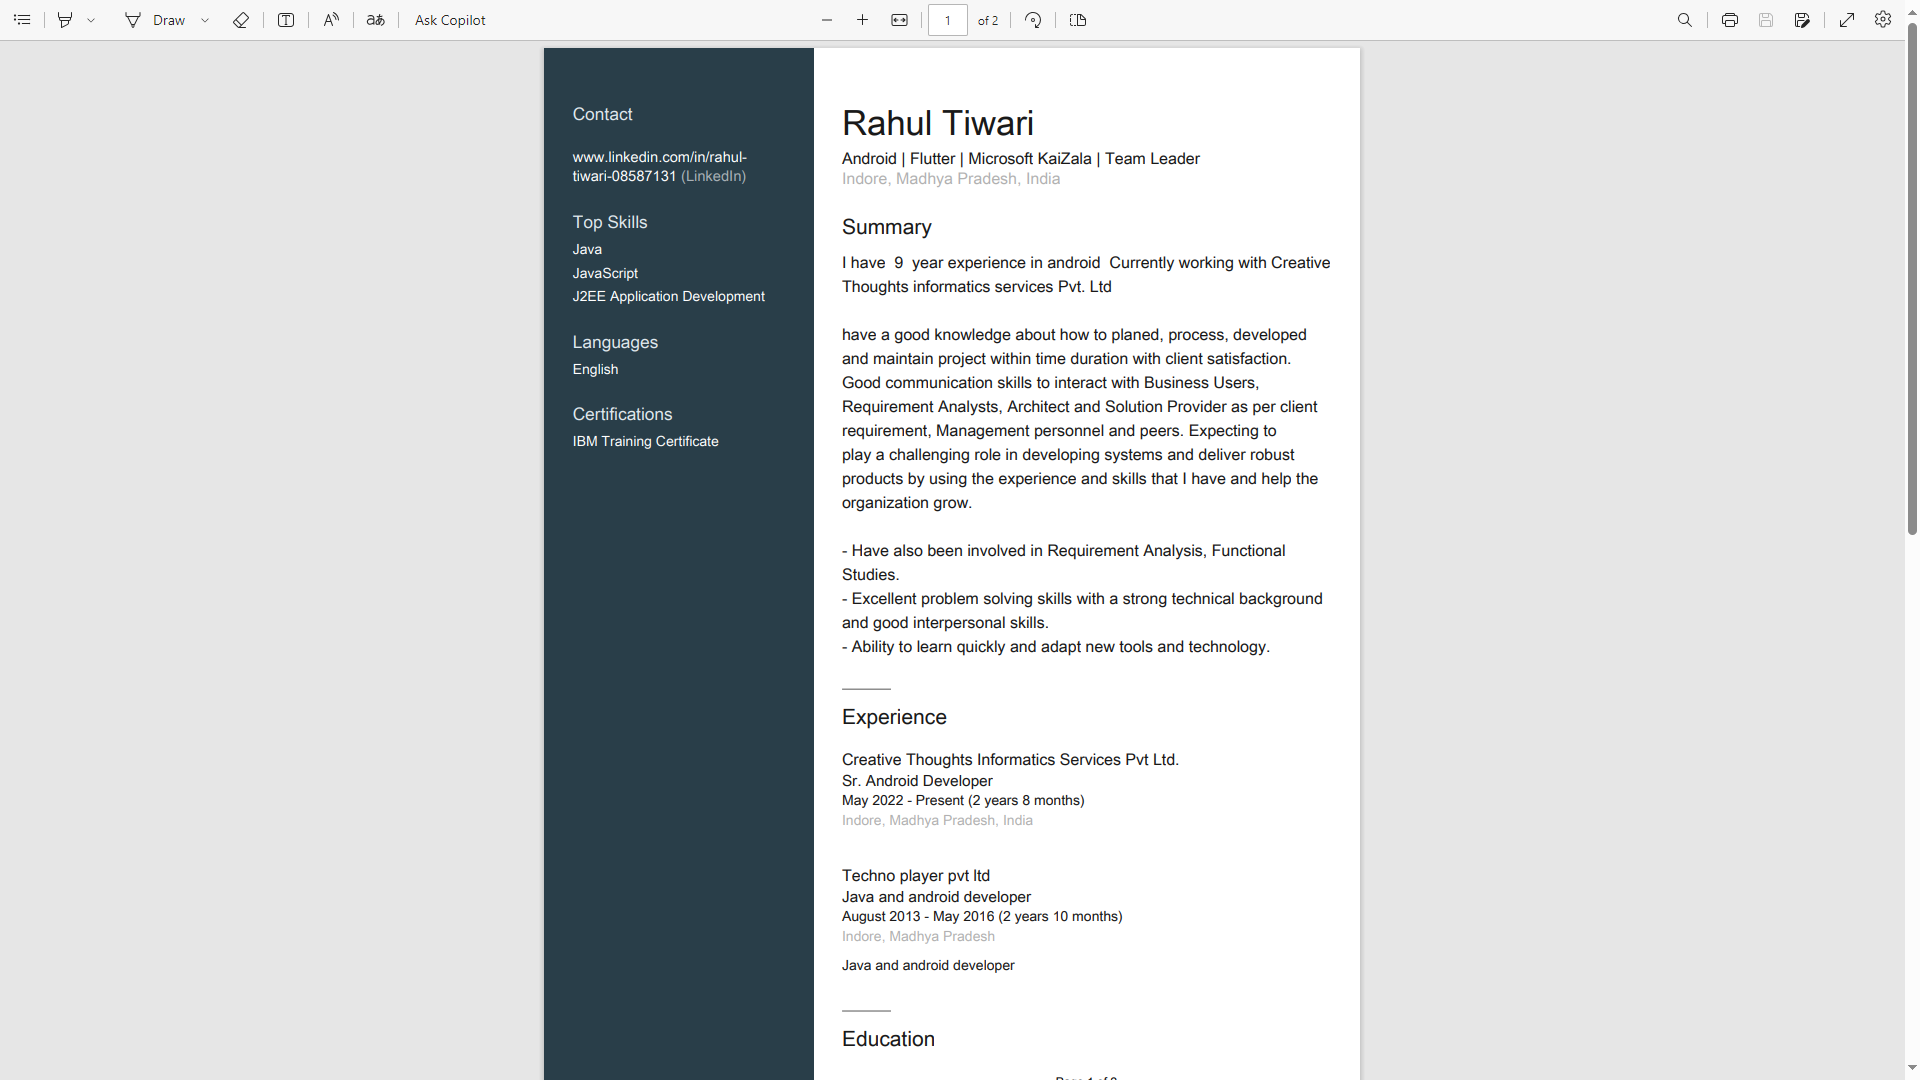 Draw
Ask Copilot
1 of 2
Contact
www.linkedin.com/in/rahul-
tiwari-08587131 (LinkedIn)
Top Skills
Java
JavaScript
J2EE Application Development
Languages
English
Certifications
IBM Training Certificate
Rahul Tiwari
Android | Flutter | Microsoft KaiZala | Team Leader
Indore, Madhya Pradesh, India
Summary
I have 9 year experience in android Currently working with Creative
Thoughts informatics services Pvt. Ltd
have a good knowledge about how to planed, process, developed
and maintain project within time duration with client satisfaction.
Good communication skills to interact with Business Users,
Requirement Analysts, Architect and Solution Provider as per client
requirement, Management personnel and peers. Expecting to
play a challenging role in developing systems and deliver robust
products by using the experience and skills that I have and help the
organization grow.
- Have also been involved in Requirement Analysis, Functional
Studies.
- Excellent problem solving skills with a strong technical background
and good interpersonal skills.
- Ability to learn quickly and adapt new tools and technology.
Experience
Creative Thoughts Informatics Services Pvt Ltd.
Sr. Android Developer
May 2022 - Present (2 years 8 months)
Indore, Madhya Pradesh, India
Techno player pvt ltd
Java and android developer
August 2013 - May 2016 (2 years 10 months)
Indore, Madhya Pradesh
Java and android developer
Education